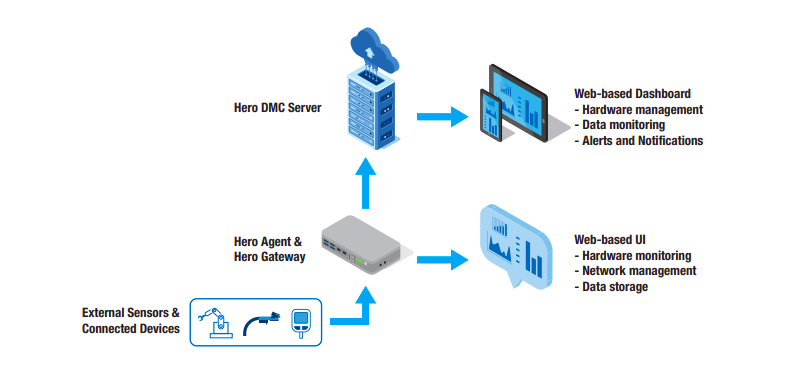 Hero DMC Server
Web-based Dashboard
- Hardware management
- Data monitoring
- Alerts and Notifications
Hero Agent &
Hero Gateway
Web-based UI
- Hardware monitoring
- Network management
- Data storage
External Sensors &
Connected Devices